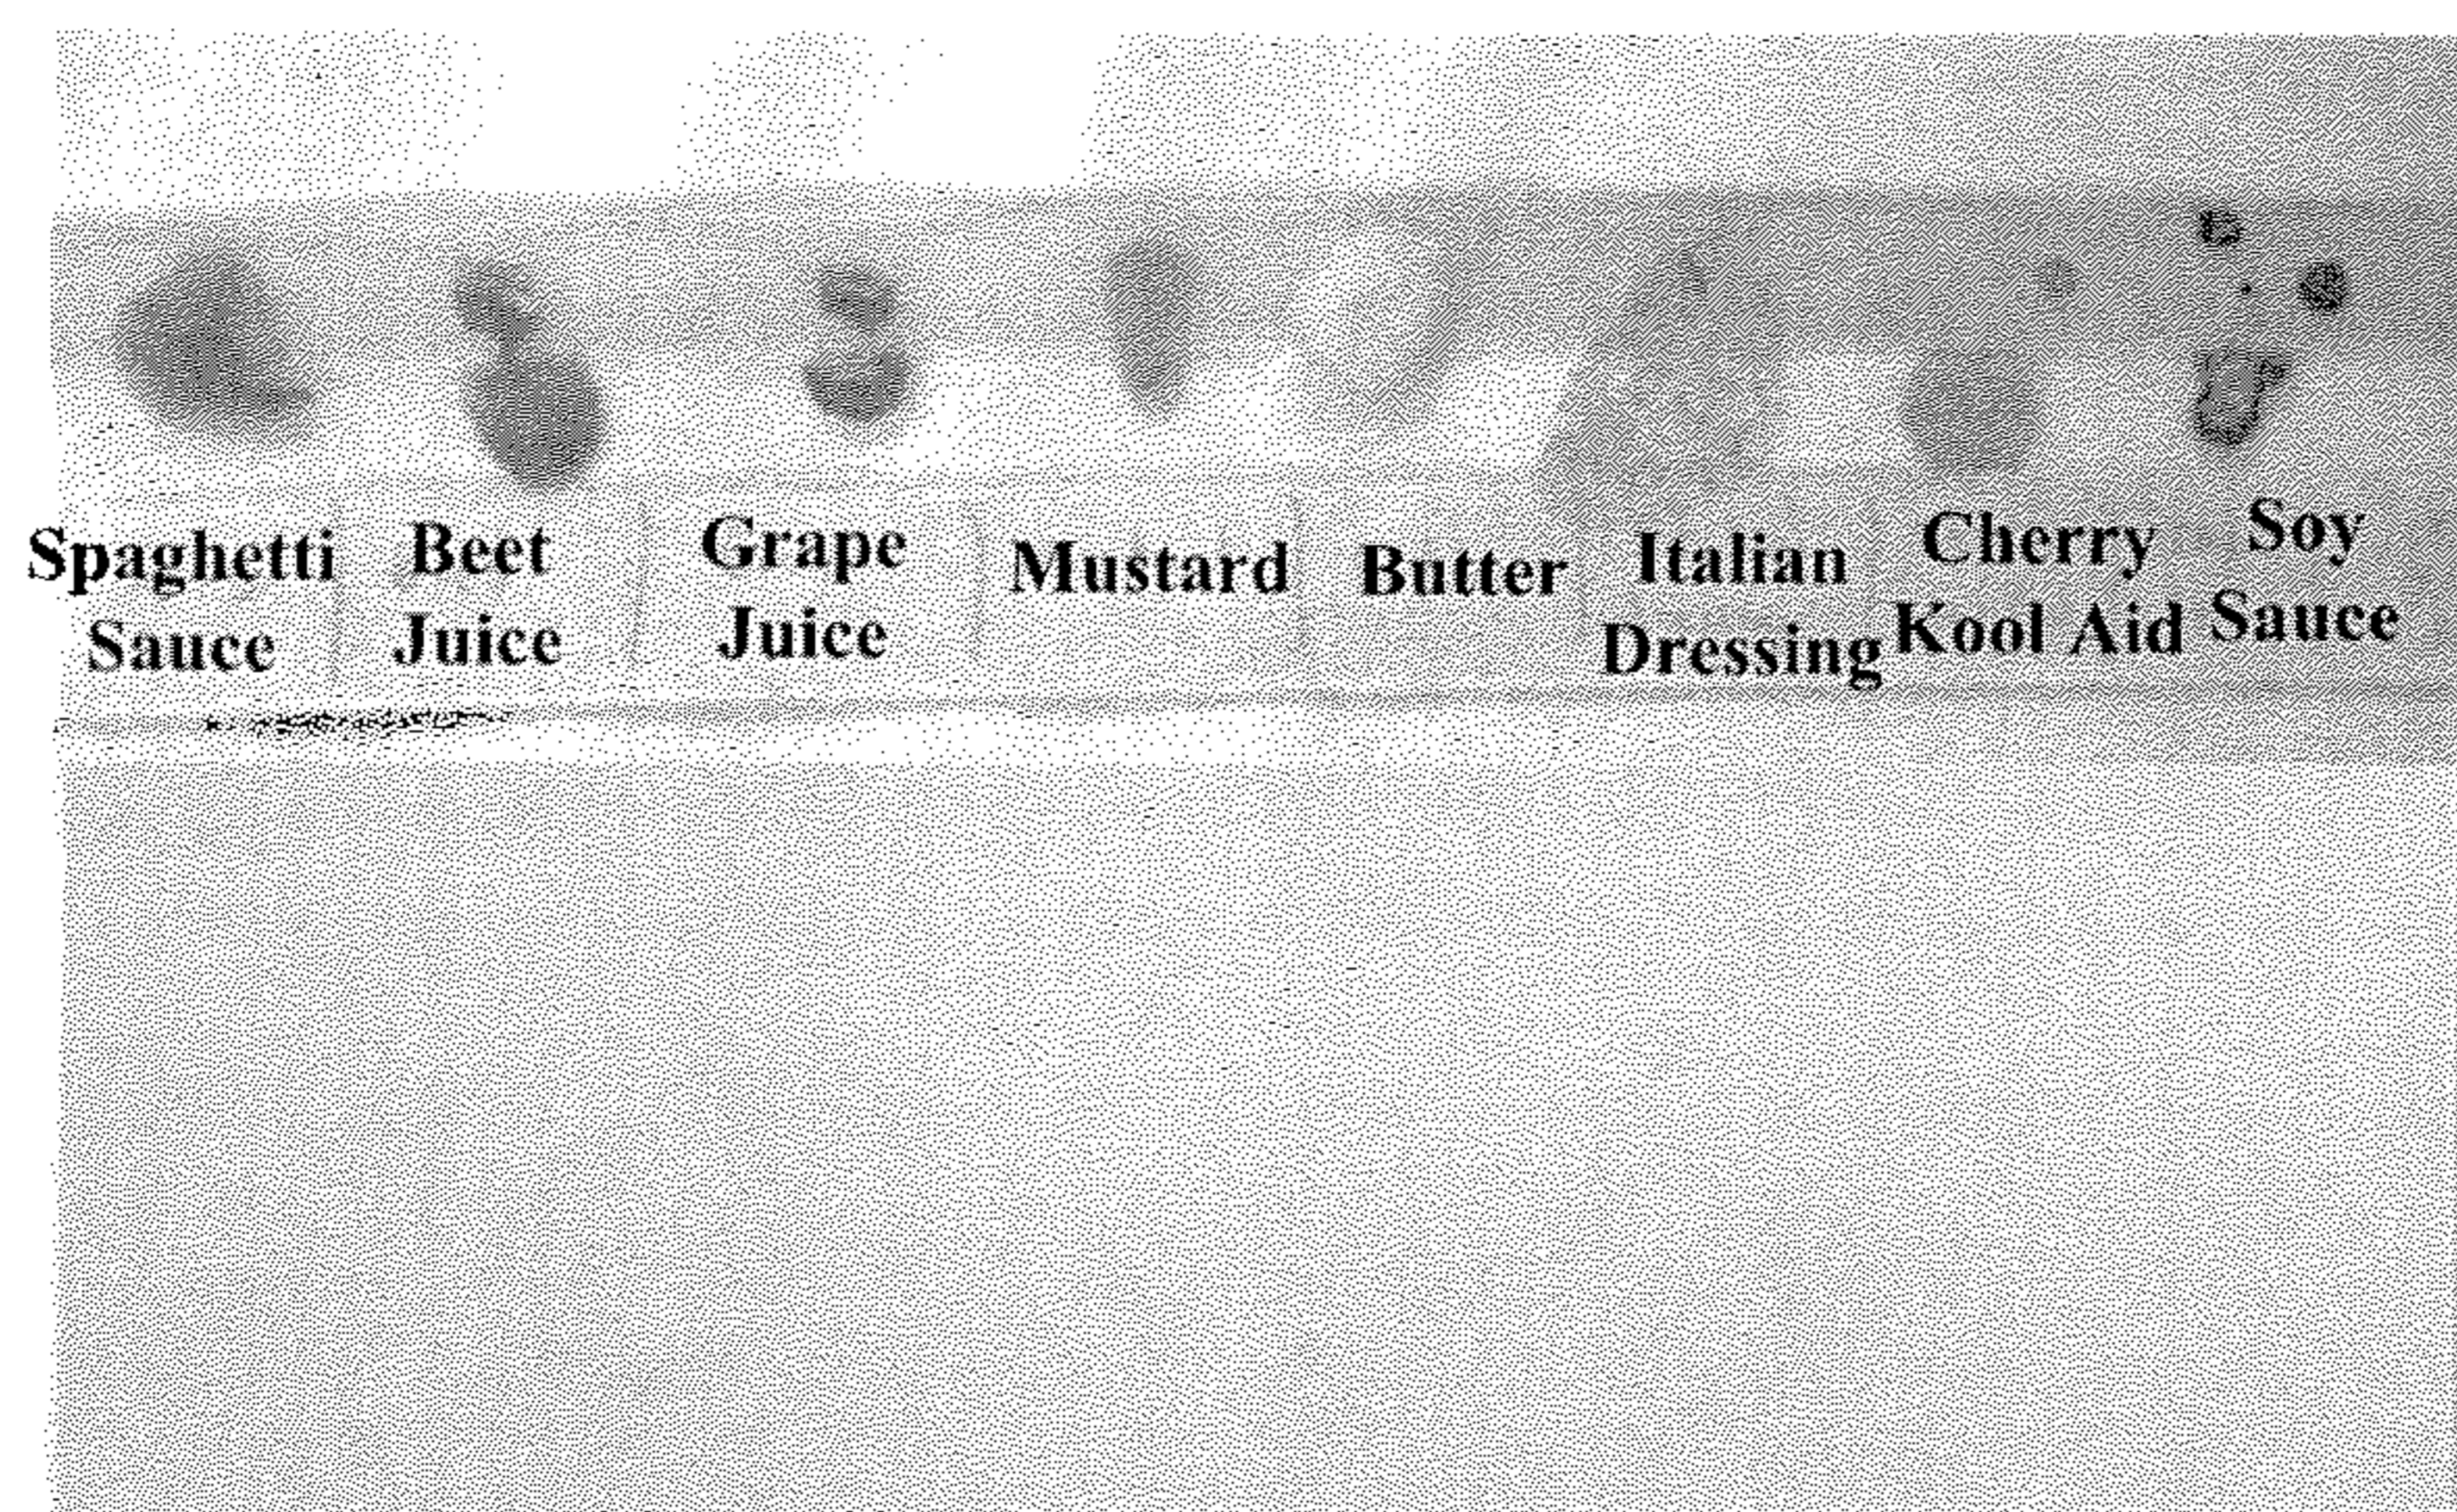 Spaghetti
Sauce
Beet
Juice
Grape
Juice
Mustard
Butter
Italian
Dressing
Cherry
Kool Aid
Soy
Sauce